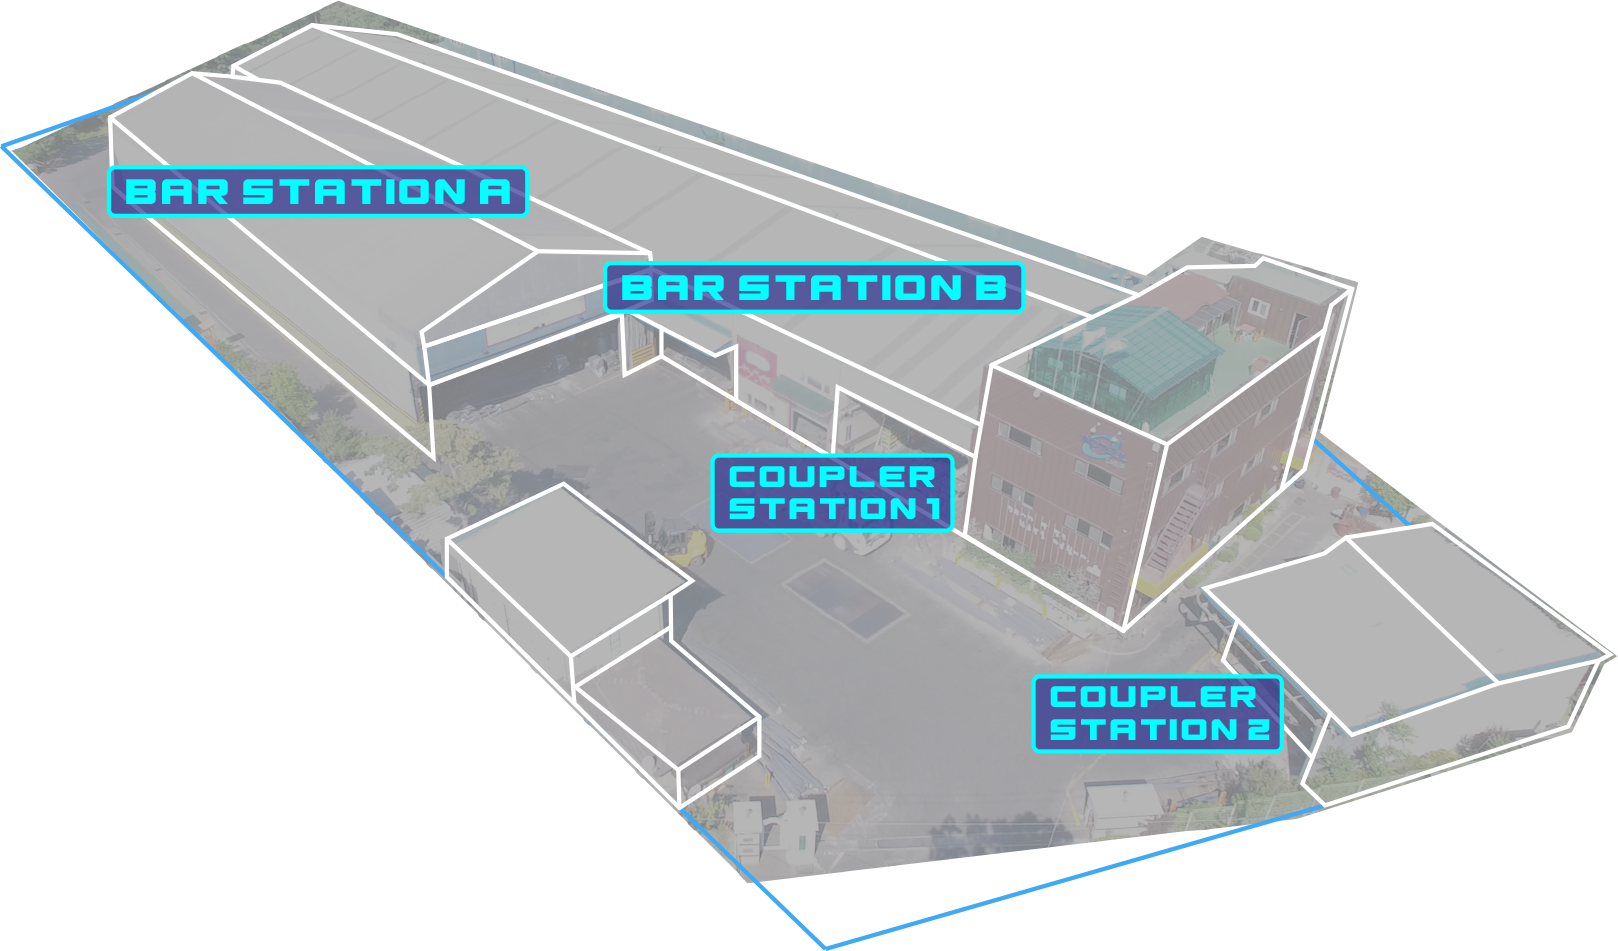 BAR STATION A
BAR STATION B
COUPLER
STATION 1
COUPLER
STATION 2